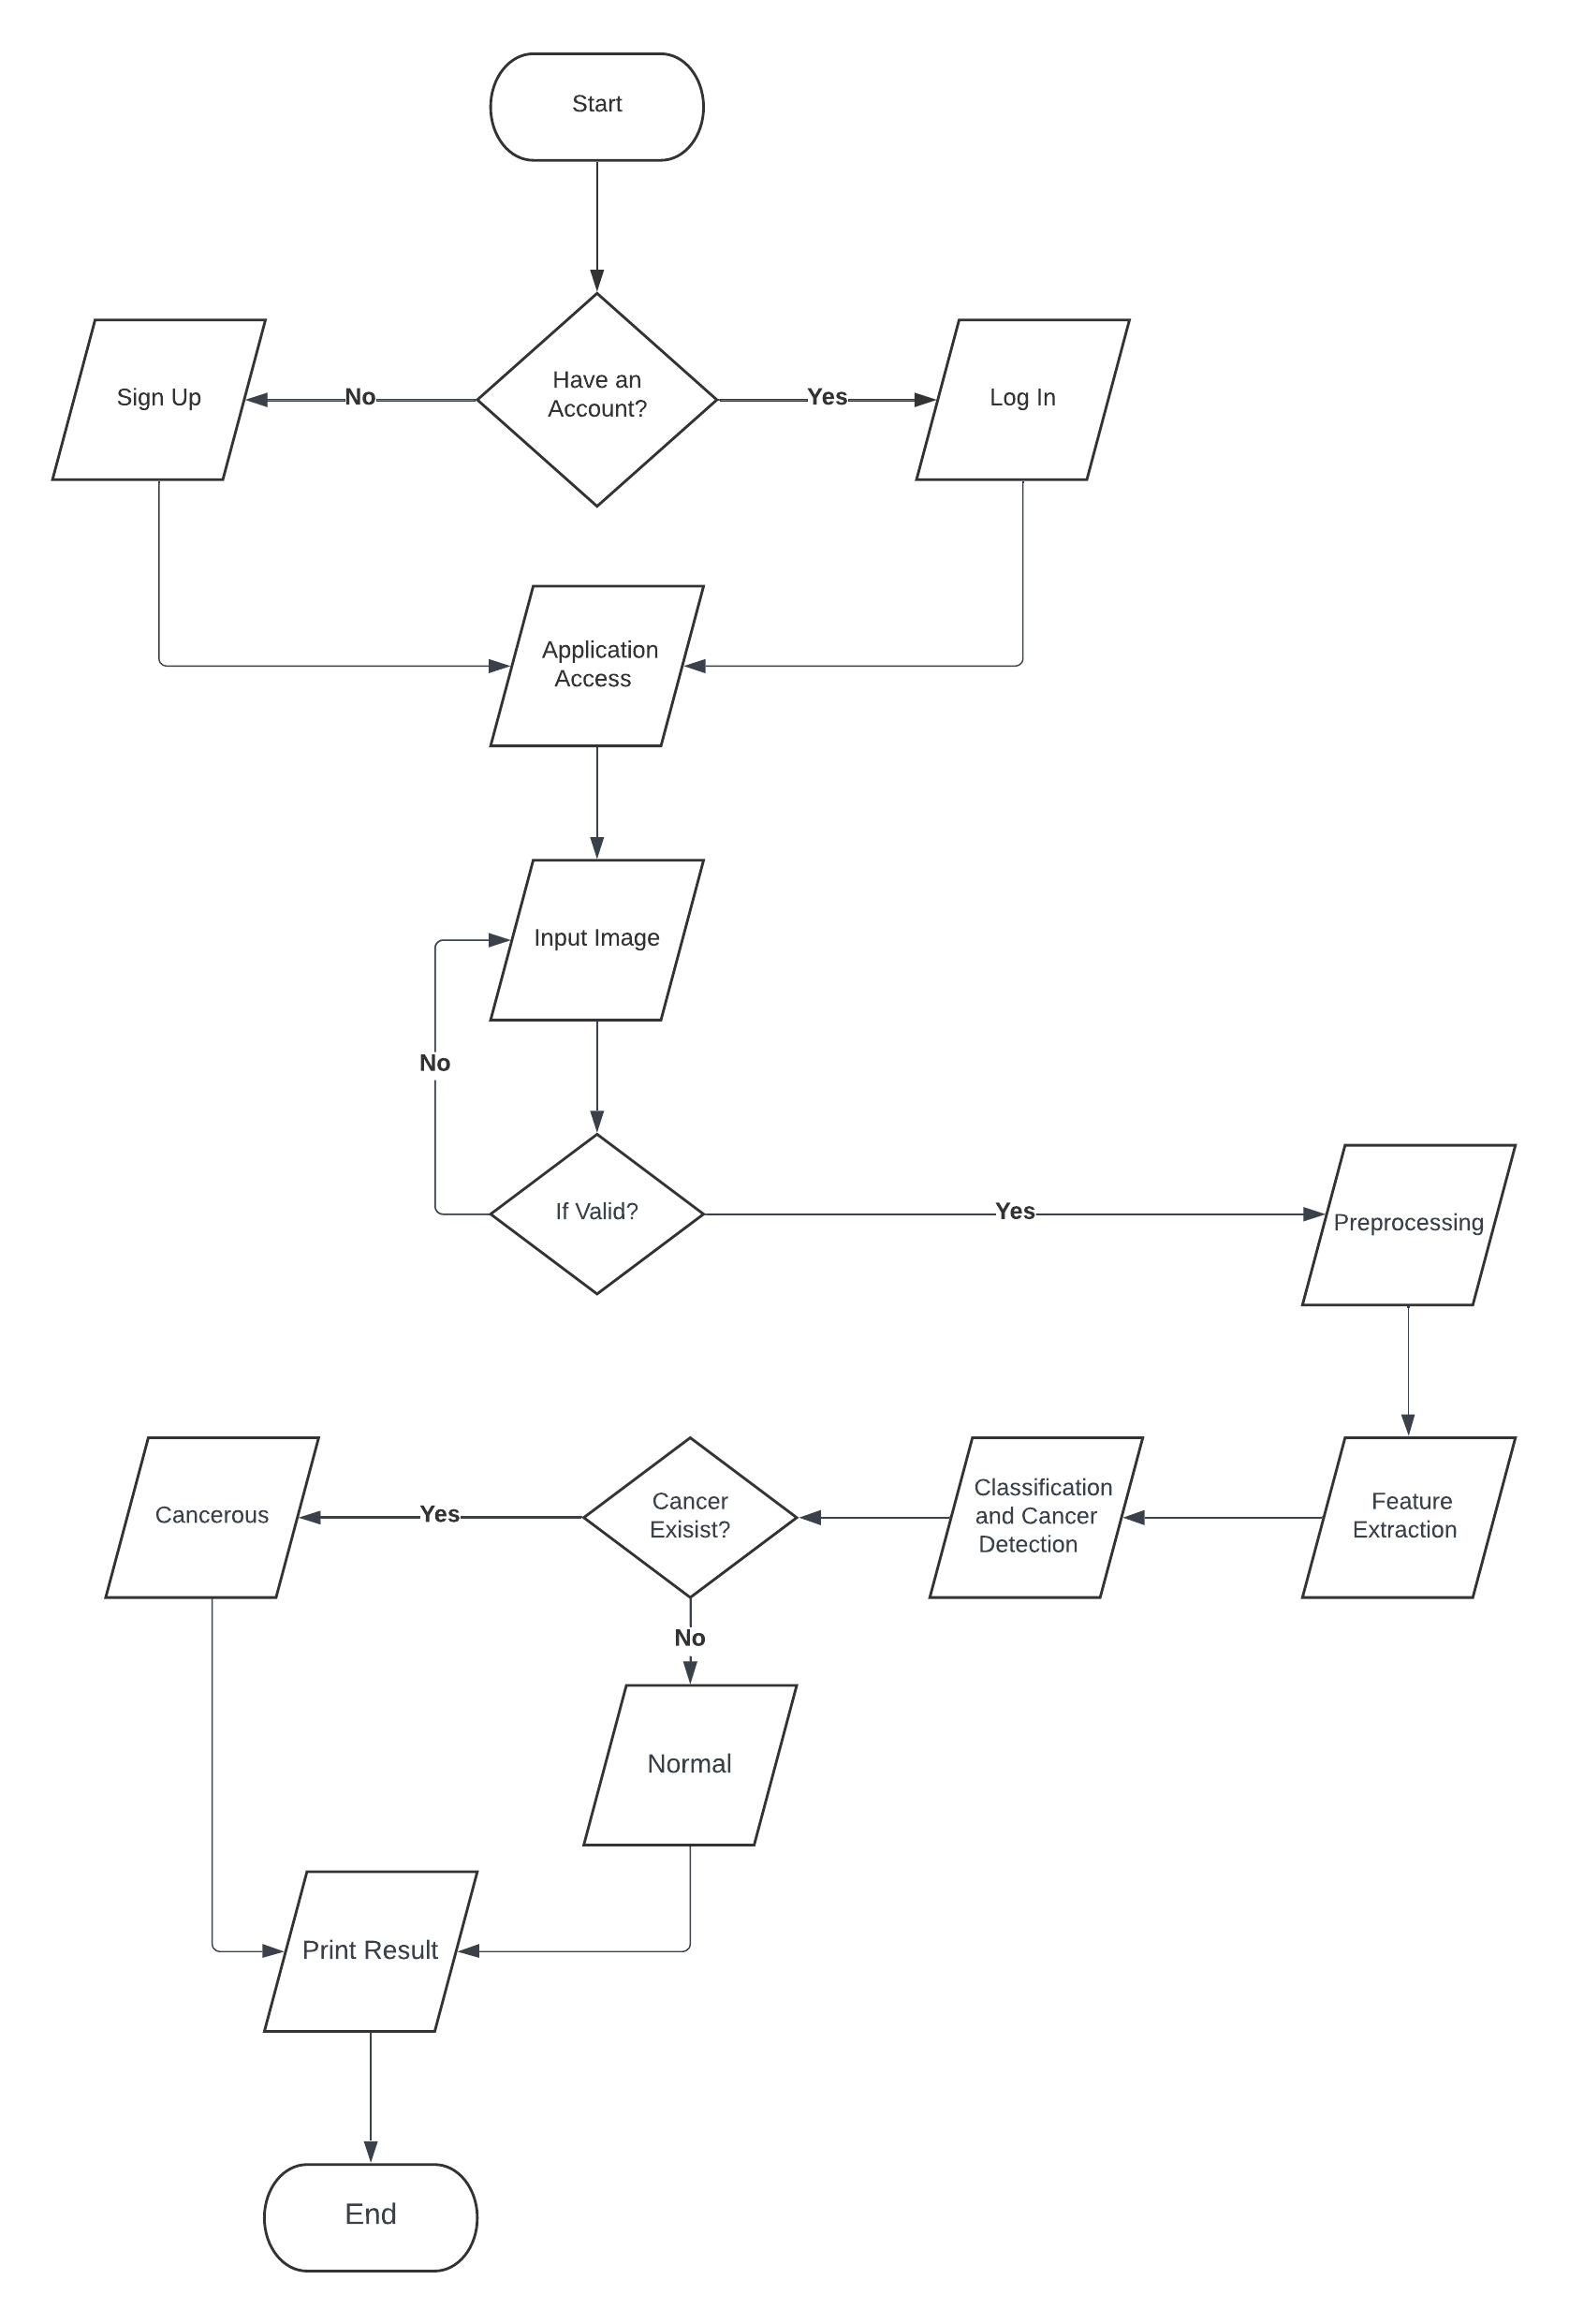 Start
Have an
Account?
No
Yes
Sign Up
Log In
Application
Access
Input Image
No
If Valid?
Yes
Preprocessing
Feature
Extraction
Classification
and Cancer
Detection
Cancer
Exisist?
Yes
Cancerous
No
Normal
Print Result
End